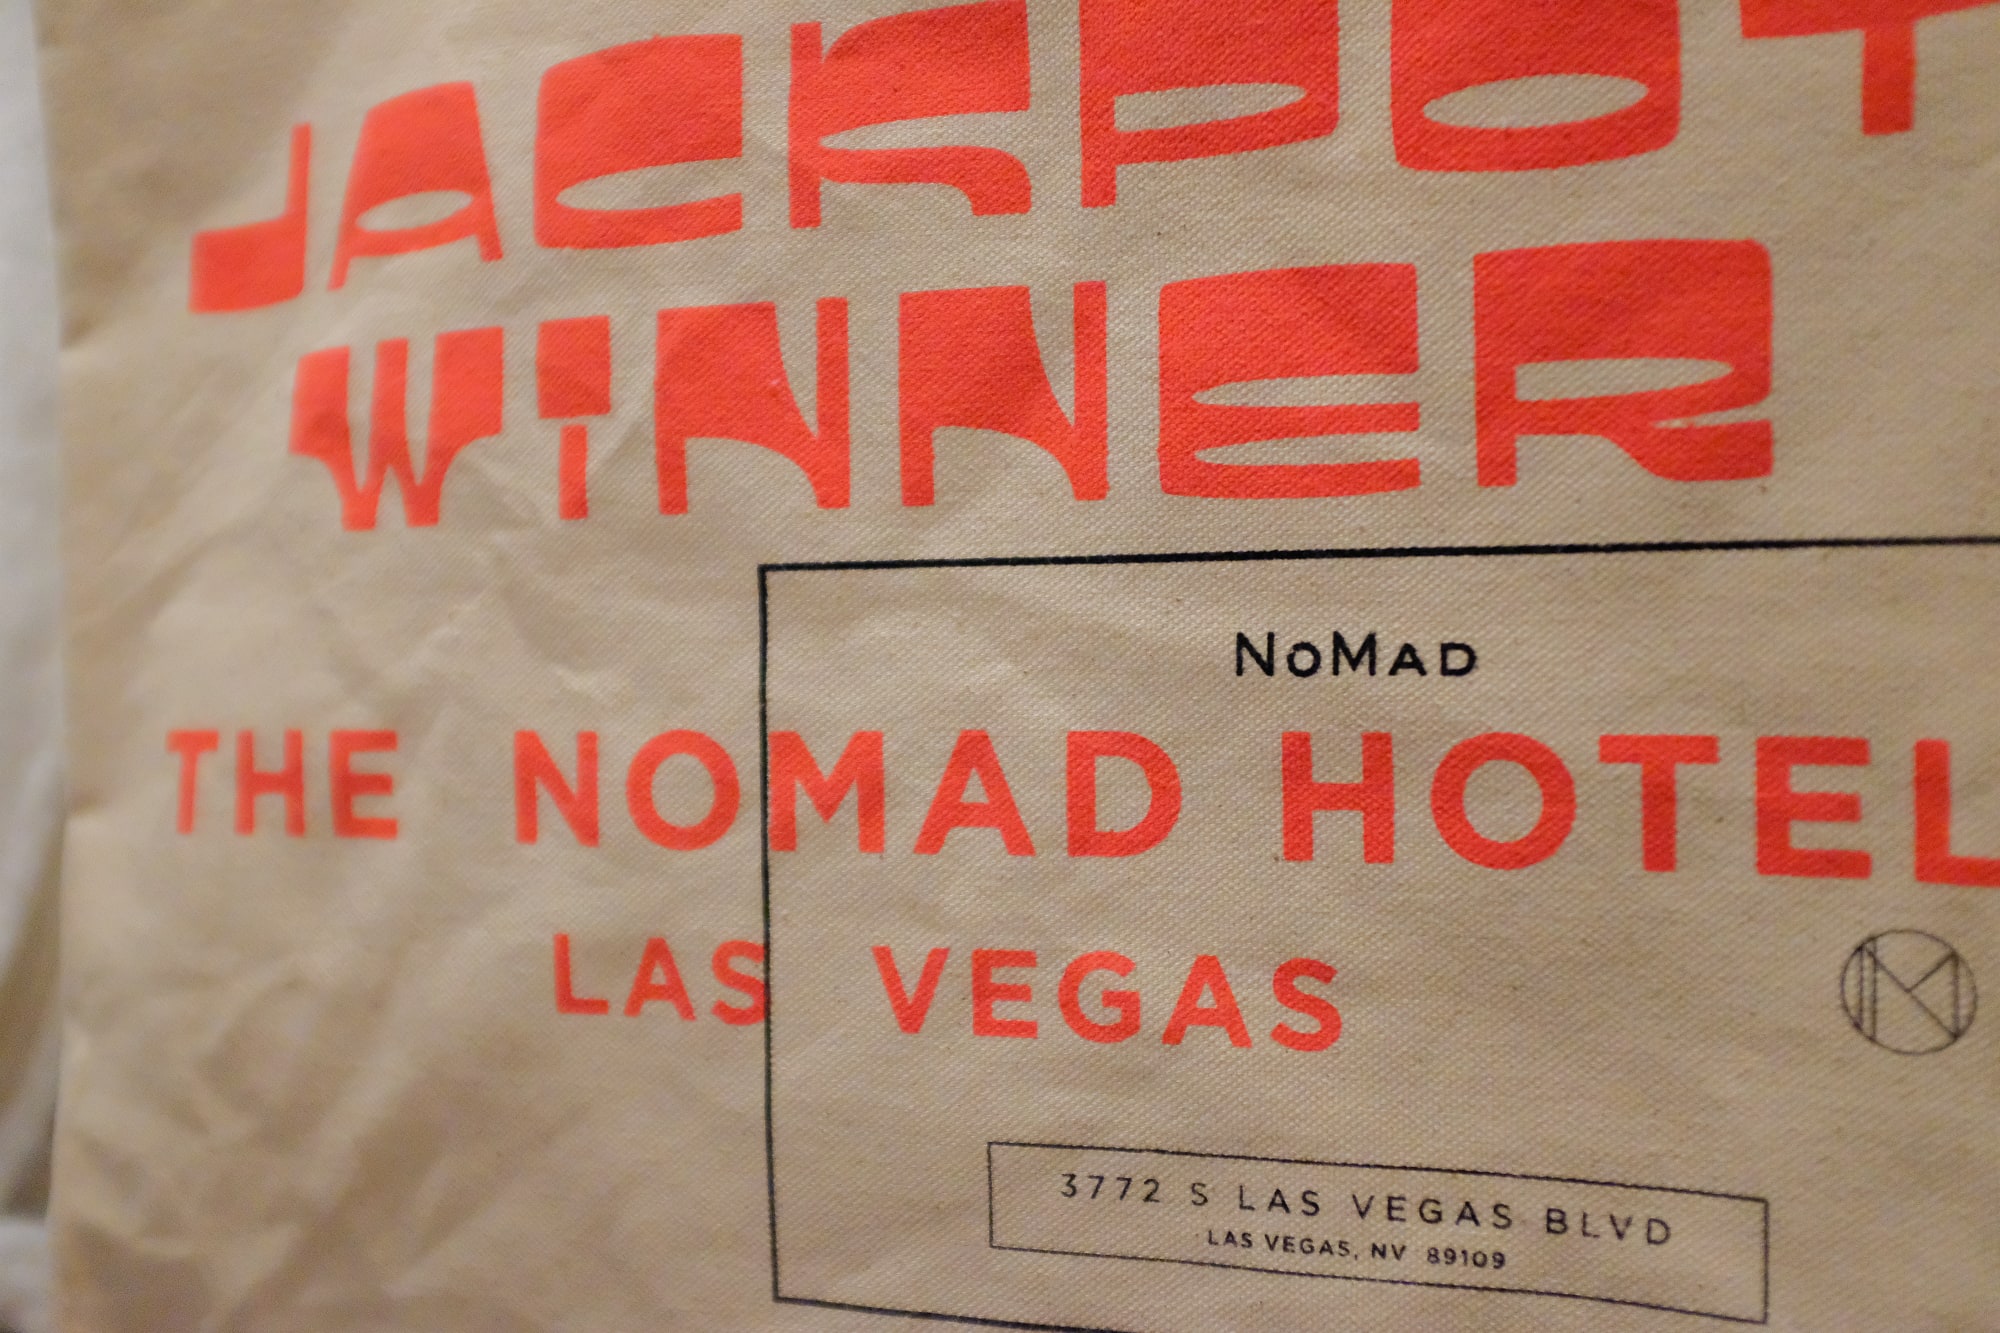 JACKPOT
WINNER
NOMAD
THE NOMAD HOTEL
LAS VEGAS
3772 S LAS VEGAS BLVD
LAS VEGAS, NV 89109